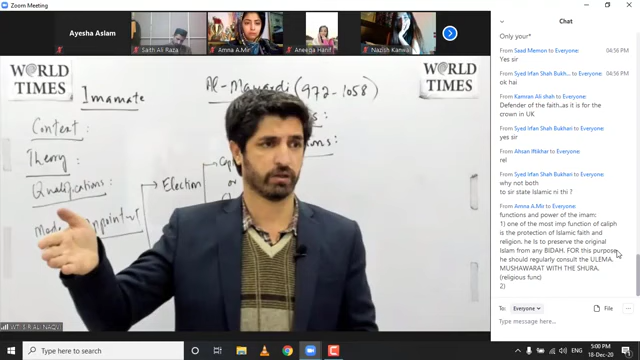 Zoom Meeting
Ayesha Aslam
Saith Ali Raza
Amna A.Mir
Aneega Hanif
Napish Kanwal
WORLD
TIMES
Imamate
Al-Mawardi (972-1058)
WORLD
TIMES
Context :
Theory :
Qualifications :
Election
or
WT: SIR ALI NAQVI
Chat
Only your*
From Saad Memon to Everyone: 04:56 PM
Yes sir
From Syed Irfan Shah Bukh... to Everyone: 04:56 PM
ok hai
From Kamran Ali shah to Everyone:
Defender of the faith..as it is for the
crown in UK
From Syed Irfan Shah Bukhari to Everyone:
yes sir
From Ahsan Iftikhar to Everyone:
rel
From Syed Irfan Shah Bukhari to Everyone:
why not both
to sir state Islamic ni thi ?
From Amna A.Mir to Everyone:
functions and power of the imam:
1) one of the most imp function of caliph
is the protection of Islamic faith and
religion. he Is to preserve the original
Islam from any BIDAH. FOR this purpose
he should regularly consult the ULEMA.
MUSHAWARAT WITH THE SHURA.
(religious func)
2)
To: Everyone
File
Type message here...
Type here to search
ENG
5:00 PM
18-Dec-20